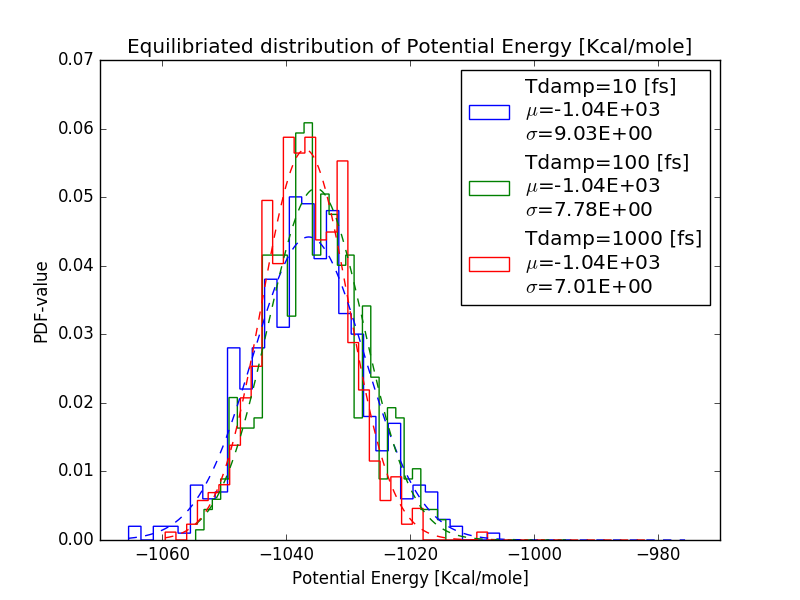 Equilibriated distribution of Potential Energy [Kcal/mole]
0.07
0.06
0.05
0.04
0.03
0.02
0.01
0.00
PDF-value
Tdamp=10 [fs]
μ=-1.04E+03
σ=9.03E+00
Tdamp=100 [fs]
μ=-1.04E+03
σ=7.78E+00
Tdamp=1000 [fs]
μ=-1.04E+03
σ=7.01E+00
−1060 −1040 −1020 −1000 −980
Potential Energy [Kcal/mole]